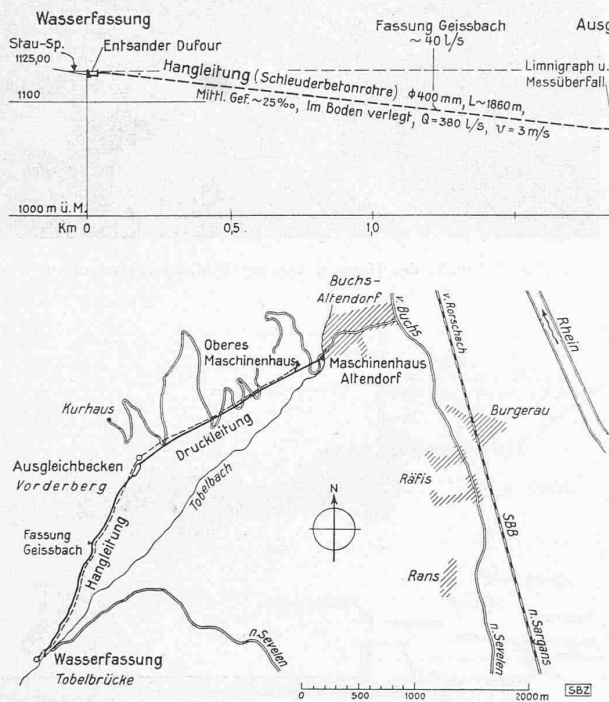 Wasserfassung
Stau-Sp.
1125,00
Entsander Dufour
Fassung Geissbach
~ 40 l/s
Ausg
Limnigraph u.
Messüberfall
Hangleitung (Schleuderbetonrohre) ϕ400 mm, L~1860 m,
Mittl. Gef. ~25‰, Im Boden verlegt, Q = 380 l/s, v = 3 m/s
1100
1000 m ü. M.
Km 0
0,5
1,0
Buchs-
Altendorf
v. Buchs
v. Rorschach
Rhein
Oberes
Maschinenhaus
Maschinenhaus
Altendorf
Kurhaus
Druckleitung
Burgerau
Ausgleichbecken
Vorderberg
Tobelbach
Räfis
N
SBB
Fassung
Geissbach
Hangleitung
Rans
n. Sevelen
n. Sevelen
n. Sargans
Wasserfassung
Tobelbrücke
0
500
1000
2000 m
SBZ